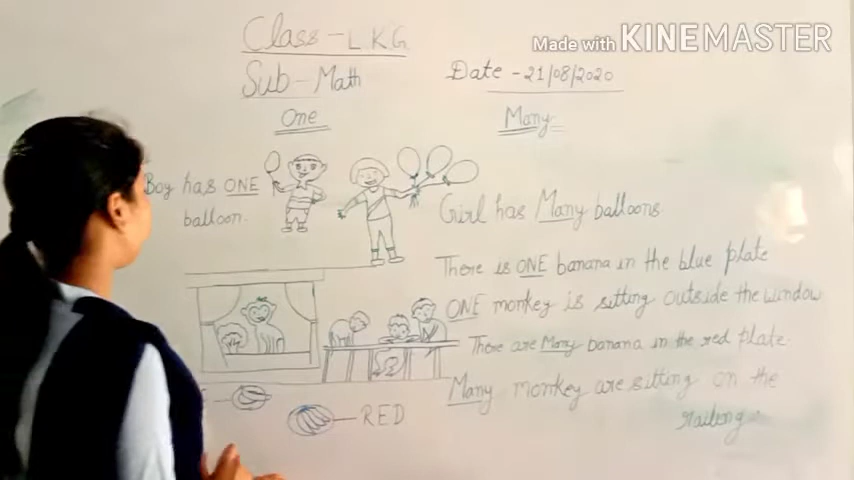 Made with KINEMASTER
Class - LKG
Sub - Math
Date - 21/08/2020
One
Many
Boy has ONE
balloon.
Girl has Many balloons
There is ONE banana in the blue plate
ONE monkey is sitting outside the window
There are Many banana in the red plate.
Many monkey are sitting on the
railing
RED